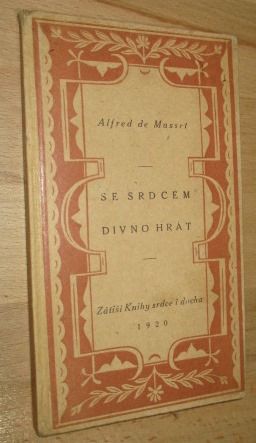 Alfred de Musset
SE SRDCEM
DIVNO HRÁT
Zátiší Knihy srdce i ducha
1920